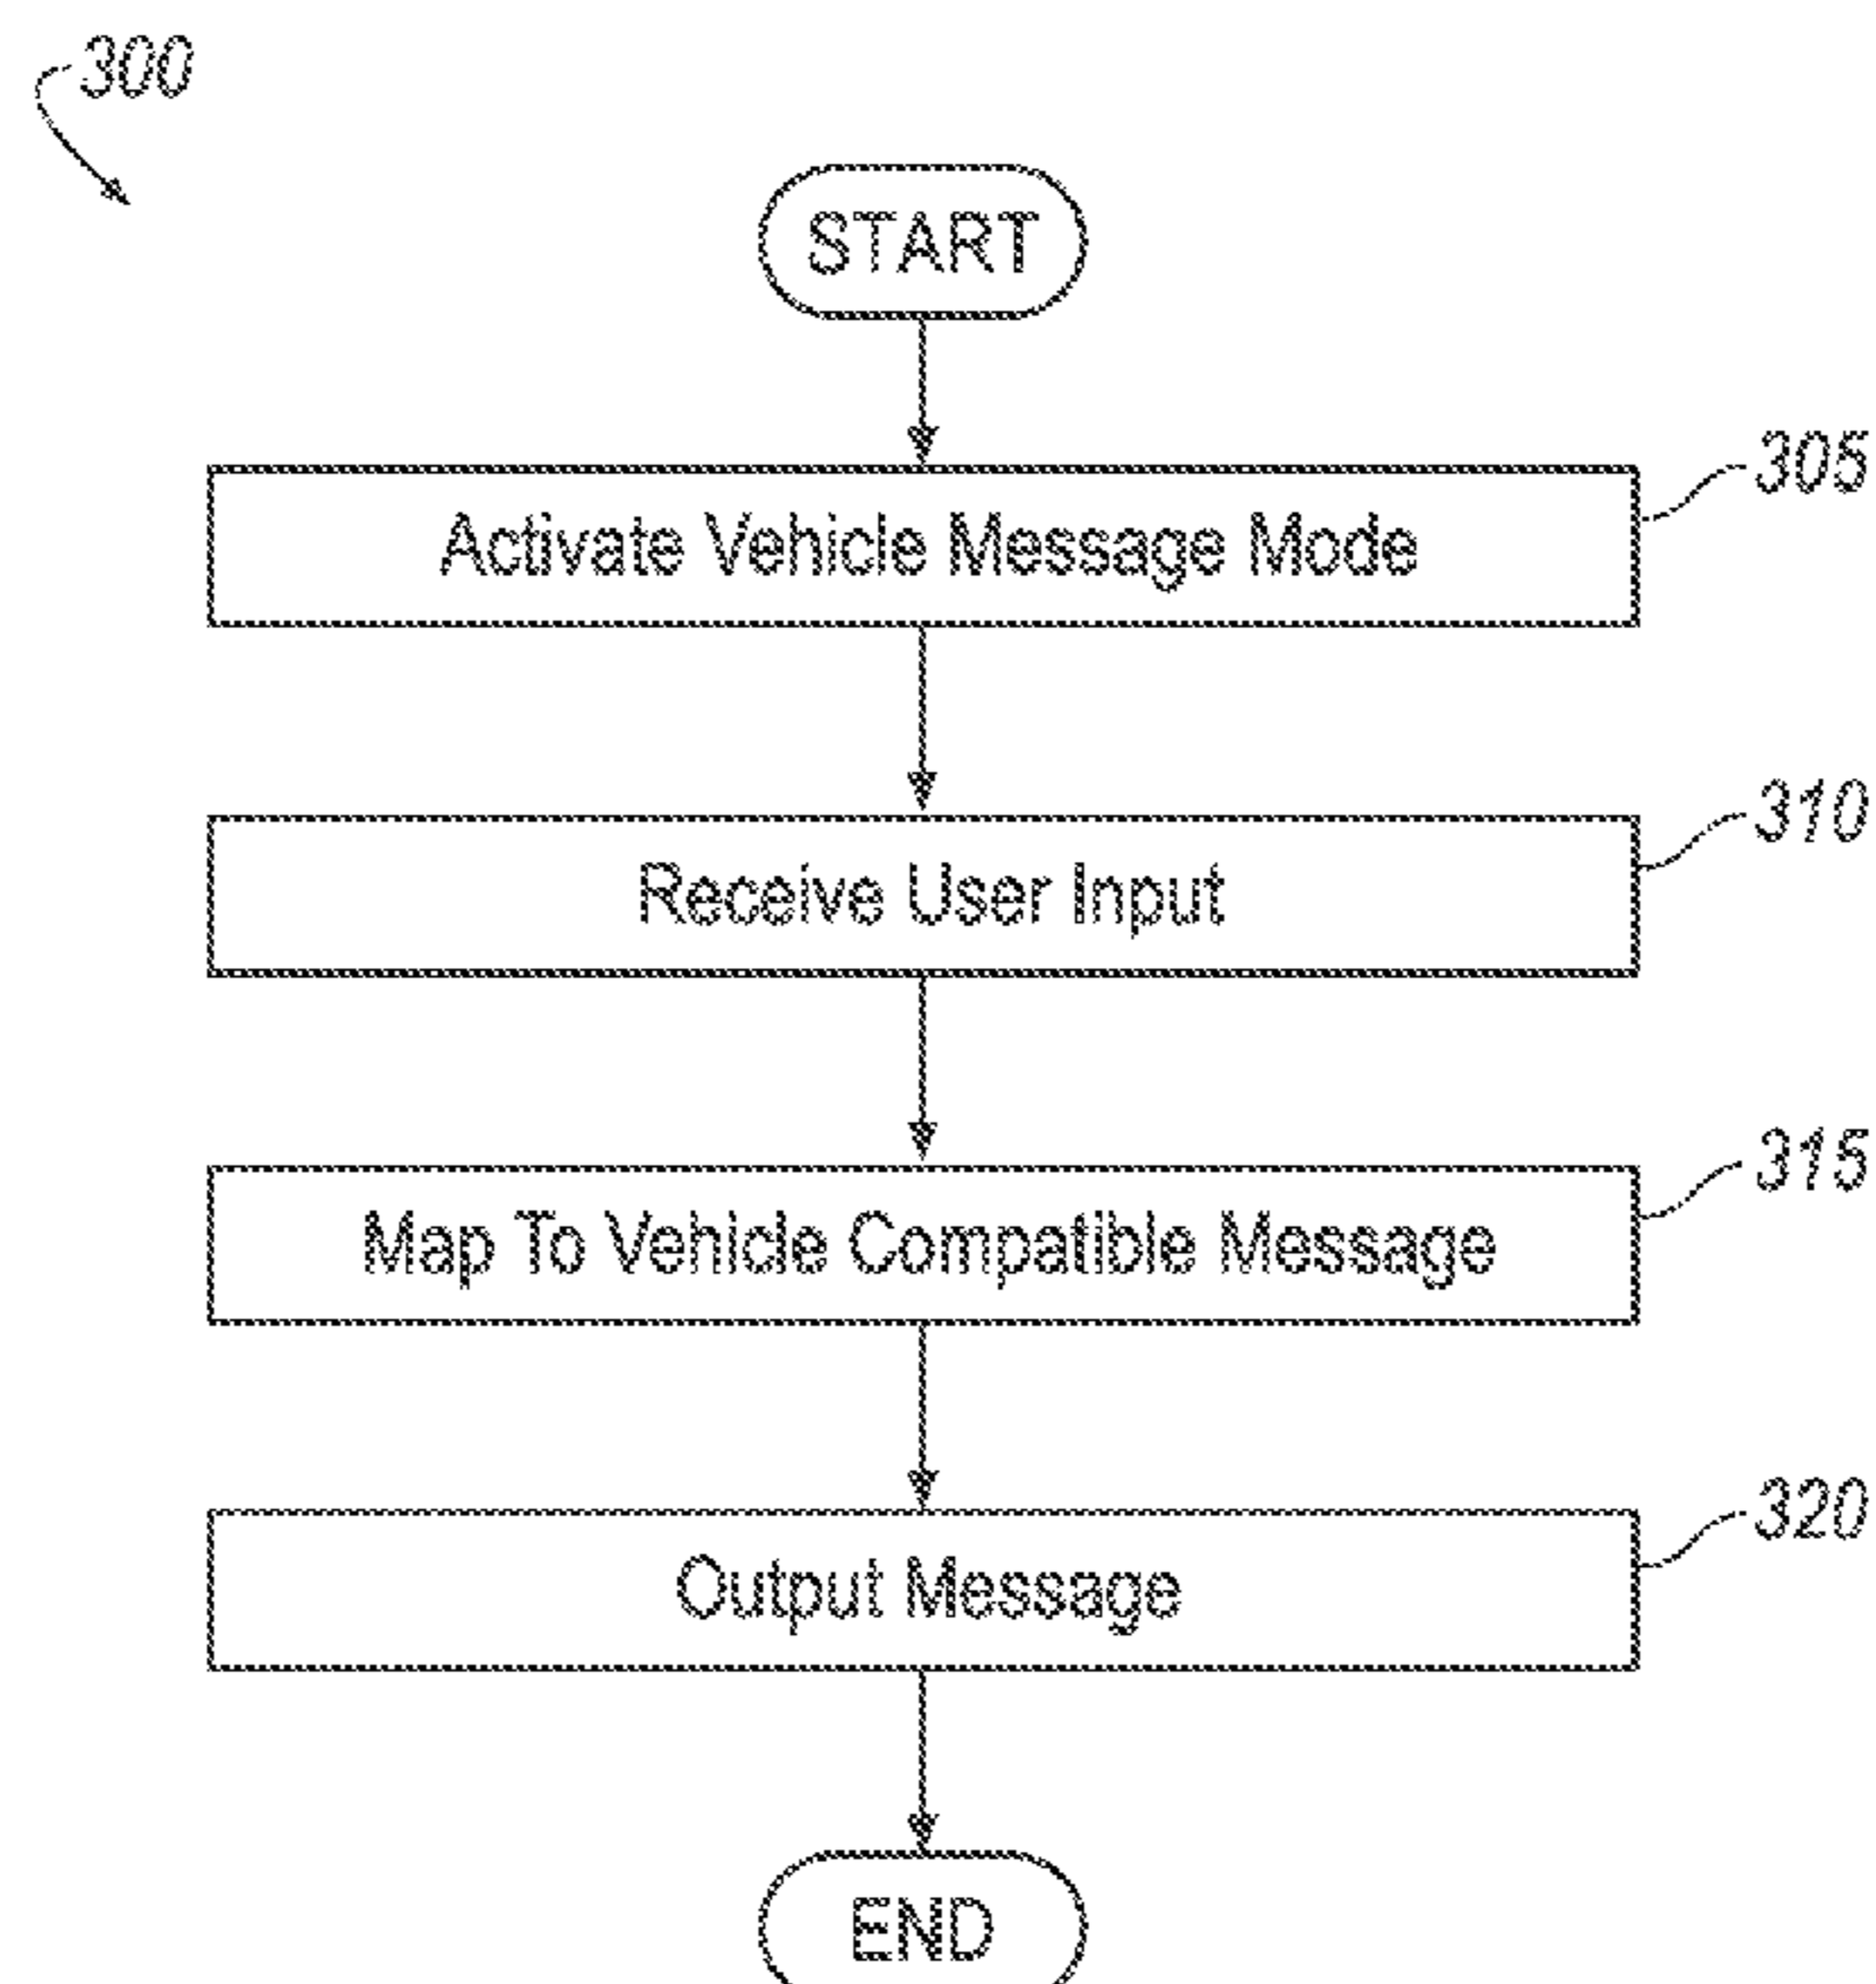 300
START
305
Activate Vehicle Message Mode
310
Receive User Input
315
Map To Vehicle Compatible Message
320
Output Message
END